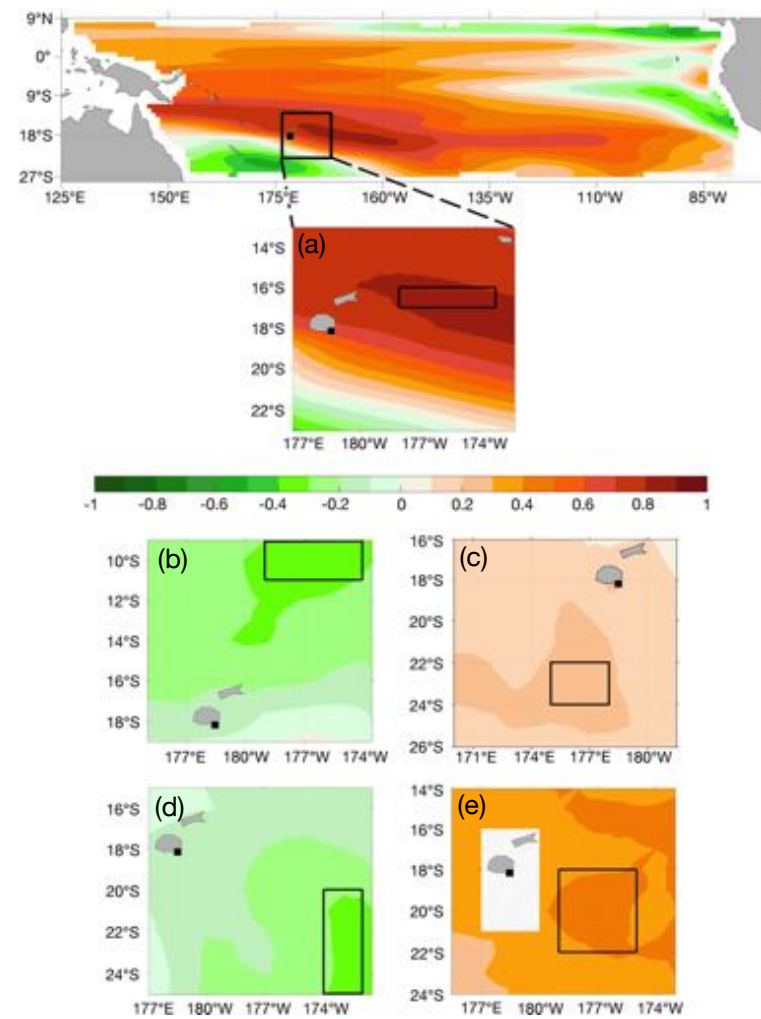 9°N
0°
9°S
18°S
27°S
125°E 150°E 175°E 160°W 135°W 110°W 85°W
(a)
14°S
16°S
18°S
20°S
22°S
177°E 180°W 177°W 174°W
-1 -0.8 -0.6 -0.4 -0.2 0 0.2 0.4 0.6 0.8 1
(b)
10°S
12°S
14°S
16°S
18°S
177°E 180°W 177°W 174°W
(c)
16°S
18°S
20°S
22°S
24°S
26°S
171°E 174°E 177°E 180°W
(d)
16°S
18°S
20°S
22°S
24°S
177°E 180°W 177°W 174°W
(e)
14°S
16°S
18°S
20°S
22°S
24°S
177°E 180°W 177°W 174°W